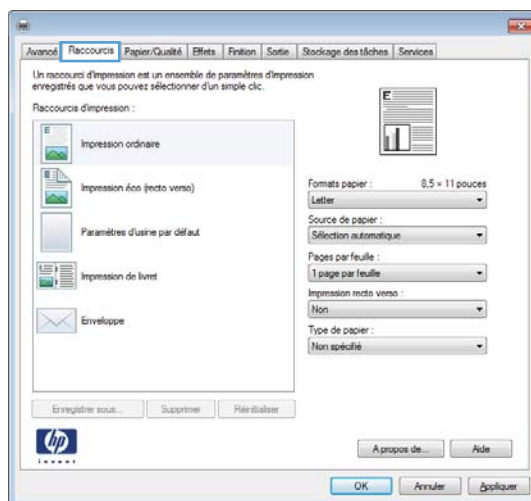 Avancé Raccourcis Papier/Qualité Effets Finition Sortie Stockage des tâches Services
Un raccourci d'impression est un ensemble de paramètres d'impression
enregistrés que vous pouvez sélectionner d'un simple clic.
Raccourcis d'impression :
E
Impression ordinaire
Impression éco (recto verso)
Paramètres d'usine par défaut
Impression de livret
Enveloppe
E
Formats papier : 8,5 × 11 pouces
Letter
Source de papier :
Sélection automatique
Pages par feuille :
1 page par feuille
Impression recto verso :
Non
Type de papier :
Non spécifié
Enregistrer sous... Supprimer Réinitialiser
hp
invent
A propos de... Aide
OK Annuler Appliquer